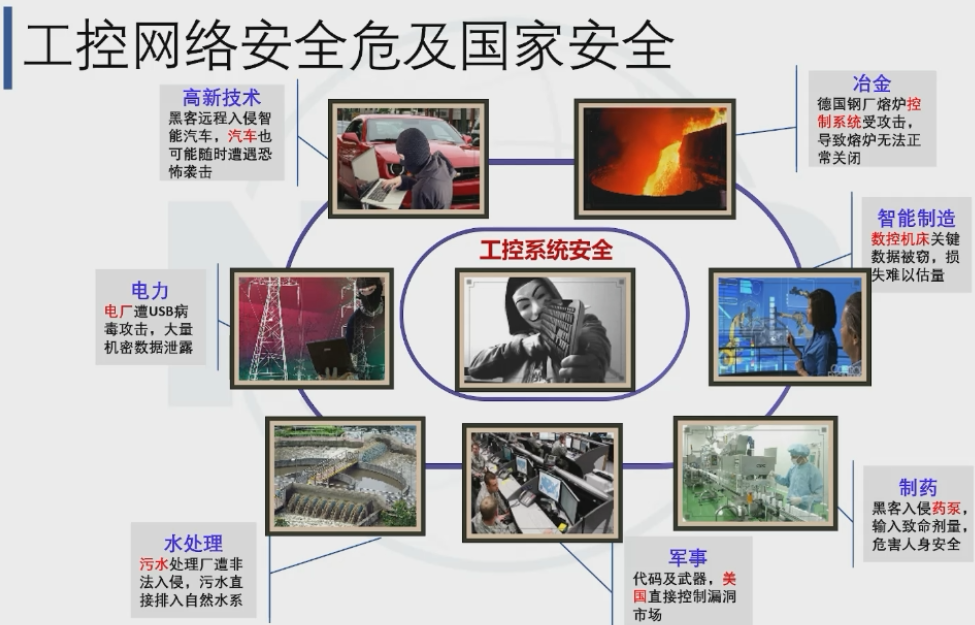 工控网络安全危及国家安全
高新技术
黑客远程入侵智
能汽车，汽车也
可能随时遭遇恐
怖袭击
冶金
德国钢厂熔炉控
制系统受攻击，
导致熔炉无法正
常关闭
工控系统安全
智能制造
数控机床关键
数据被窃，损
失难以估量
电力
电厂遭USB病
毒攻击，大量
机密数据泄露
制药
黑客入侵药泵，
输入致命剂量，
危害人身安全
水处理
污水处理厂遭非
法入侵，污水直
接排入自然水系
军事
代码及武器，美
国直接控制漏洞
市场